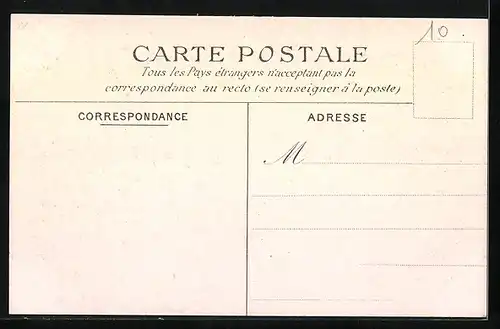 10
CARTE POSTALE
Tous les Pays étrangers n'acceptant pas la
correspondance au recto (se renseigner à la poste)
CORRESPONDANCE
ADRESSE
M